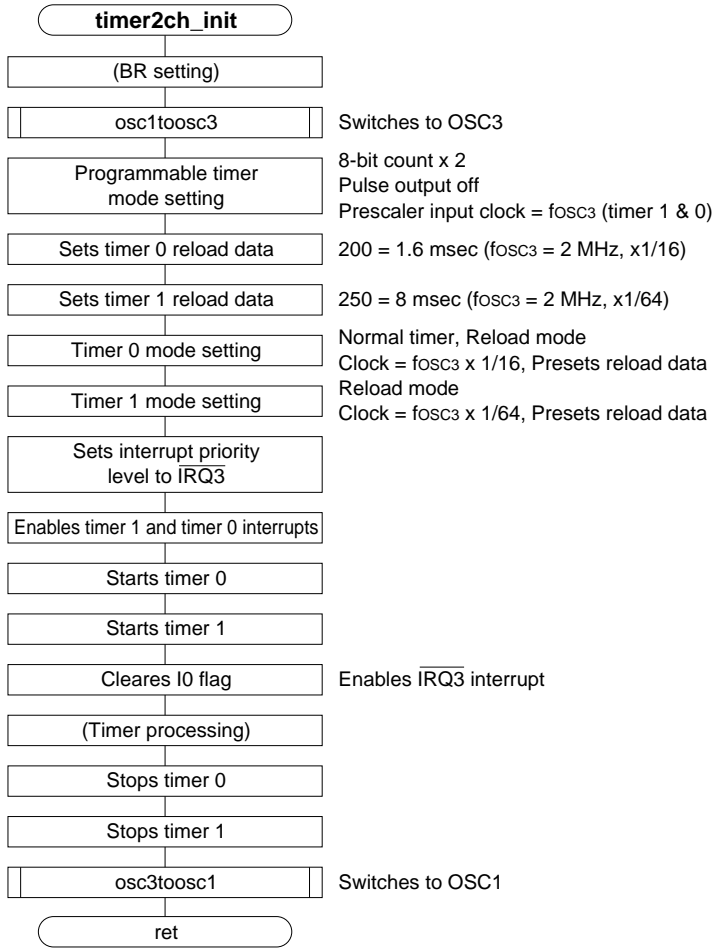 timer2ch_init
(BR setting)
osc1toosc3
Switches to OSC3
Programmable timer
mode setting
8-bit count x 2
Pulse output off
Prescaler input clock = fOSC3 (timer 1 & 0)
Sets timer 0 reload data
200 = 1.6 msec (fOSC3 = 2 MHz, x1/16)
Sets timer 1 reload data
250 = 8 msec (fOSC3 = 2 MHz, x1/64)
Timer 0 mode setting
Normal timer, Reload mode
Clock = fOSC3 x 1/16, Presets reload data
Timer 1 mode setting
Reload mode
Clock = fOSC3 x 1/64, Presets reload data
Sets interrupt priority
level to I̅R̅Q̅3̅
Enables timer 1 and timer 0 interrupts
Starts timer 0
Starts timer 1
Cleares I0 flag
Enables I̅R̅Q̅3̅ interrupt
(Timer processing)
Stops timer 0
Stops timer 1
osc3toosc1
Switches to OSC1
ret